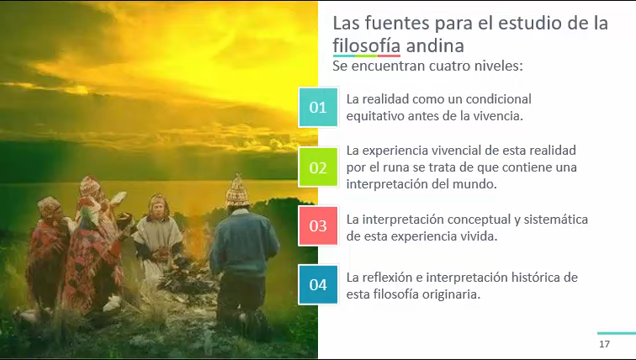 Las fuentes para el estudio de la
filosofía andina
Se encuentran cuatro niveles:
01
La realidad como un condicional
equitativo antes de la vivencia.
02
La experiencia vivencial de esta realidad
por el runa se trata de que contiene una
interpretación del mundo.
03
La interpretación conceptual y sistemática
de esta experiencia vivida.
04
La reflexión e interpretación histórica de
esta filosofía originaria.
17